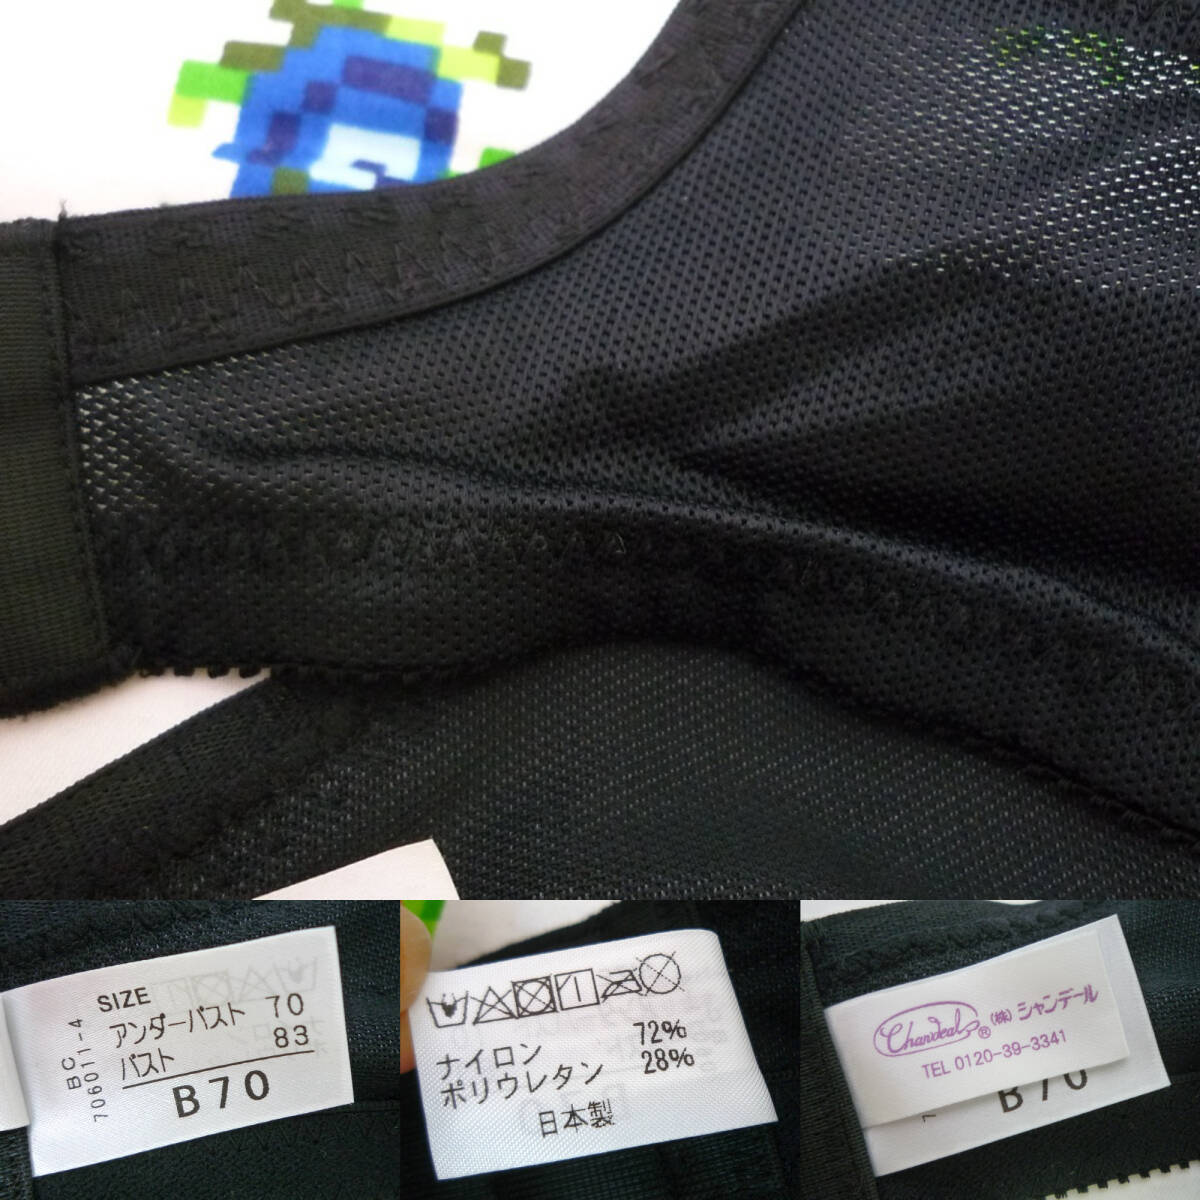 SIZE
アンダーバスト 70
バスト 83
B70
BC
706011-4
ナイロン 72%
ポリウレタン 28%
日本製
Chandeal® (株)シャンデール
TEL 0120-39-3341
B70
7